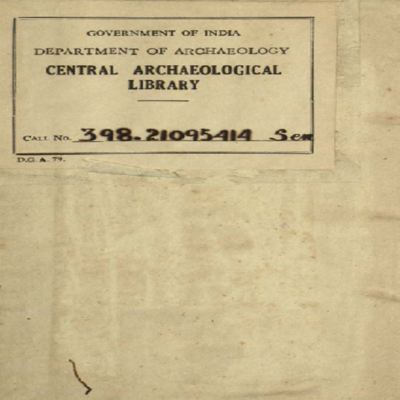 GOVERNMENT OF INDIA
DEPARTMENT OF ARCHAEOLOGY
CENTRAL ARCHAEOLOGICAL
LIBRARY
CALL No. 398.21095414 Sen
D.G.A. 79.